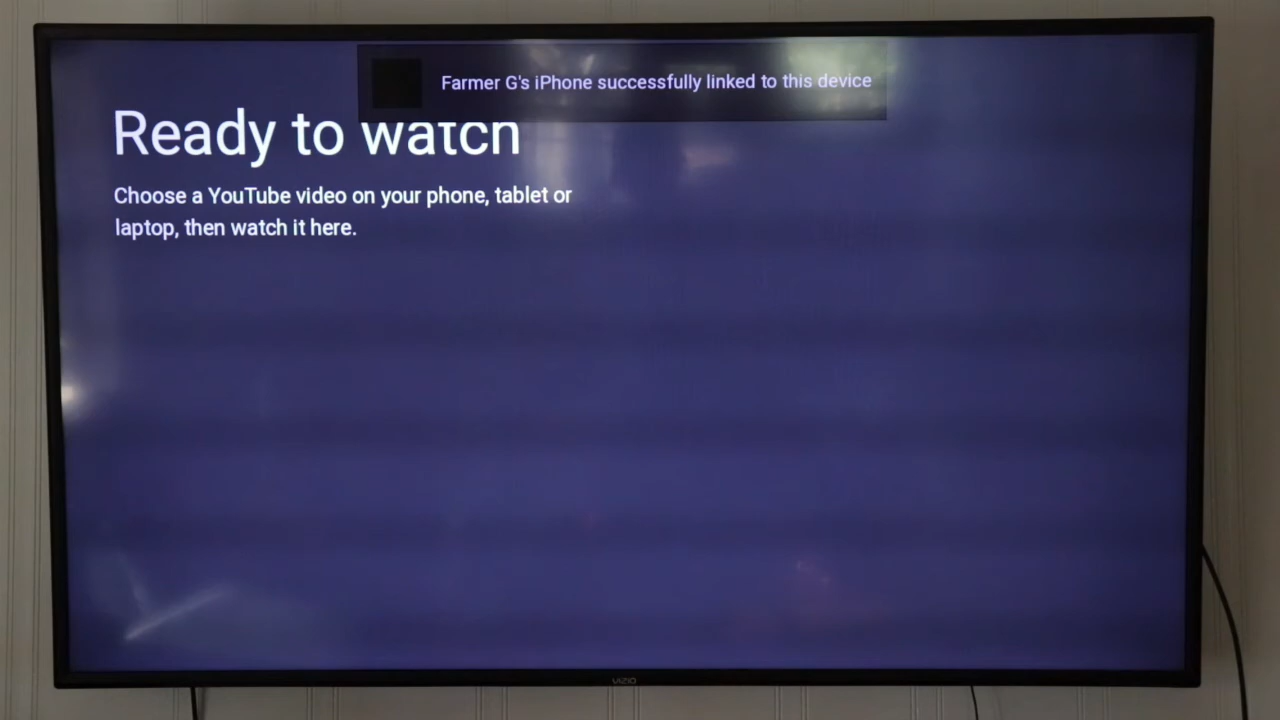 Farmer G's iPhone successfully linked to this device
Ready to watch
Choose a YouTube video on your phone, tablet or
laptop, then watch it here.
VIZIO